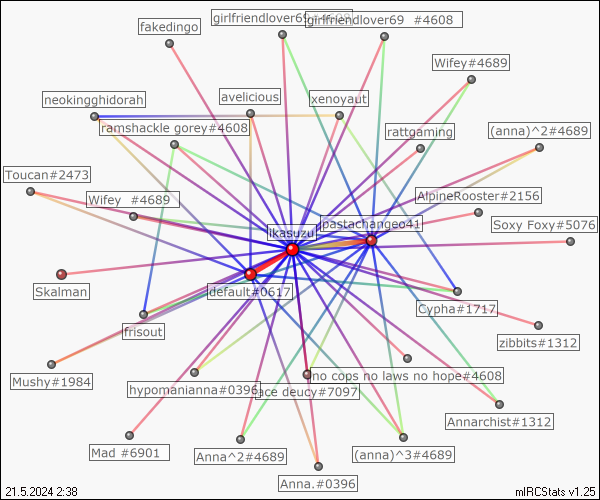 fakedingo
girlfriendlover69#4608
girlfriendlover69 #4608
Wifey#4689
neokingghidorah
avelicious
xenoyaut
ramshackle gorey#4608
rattgaming
(anna)^2#4689
Toucan#2473
Wifey #4689
AlpineRooster#2156
ikasuzu
pastachangeo41
Soxy Foxy#5076
Skalman
default#0617
Cypha#1717
frisout
zibbits#1312
Mushy#1984
hypomanianna#0396
ace deucy#7097
no cops no laws no hope#4608
Annarchist#1312
Mad #6901
Anna^2#4689
(anna)^3#4689
Anna.#0396
21.5.2024 2:38
mIRCStats v1.25